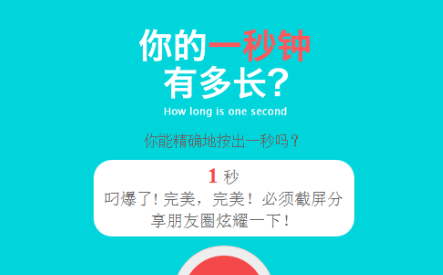 你的一秒钟
有多长?
How long is one second
你能精确地按出一秒吗?
1 秒
叼爆了! 完美，完美！必须截屏分
享朋友圈炫耀一下!